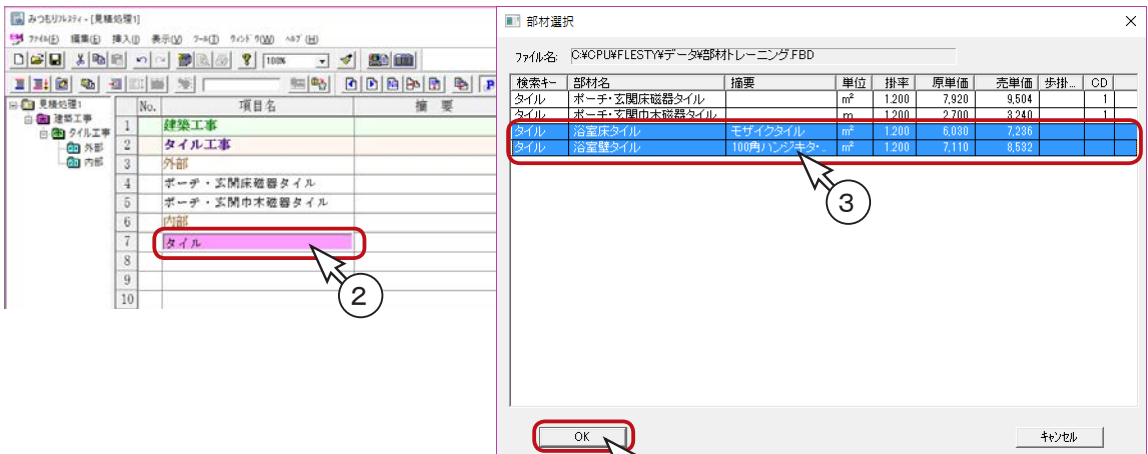 みつもりフレスティ - [見積処理1]
ファイル(F) 編集(E) 挿入(I) 表示(V) ツール(T) ウィンドウ(W) ヘルプ(H)
100%
見積処理1
建築工事
タイル工事
外部
内部
No. 項目名 摘 要
1 建築工事
2 タイル工事
3 外部
4 ポーチ・玄関床磁器タイル
5 ポーチ・玄関巾木磁器タイル
6 内部
7 タイル
8
9
10
②
部材選択
ファイル名: C:¥CPU¥FLESTY¥データ¥部材トレーニング.FBD
検索キー 部材名 摘要 単位 掛率 原単価 売単価 歩掛... CD
タイル ポーチ・玄関床磁器タイル m² 1.200 7,920 9,504 1
タイル ポーチ・玄関巾木磁器タイル m 1.200 2,700 3,240 1
タイル 浴室床タイル モザイクタイル m² 1.200 6,030 7,236
タイル 浴室壁タイル 100角ハンジキタ・.. m² 1.200 7,110 8,532
③
OK
キャンセル